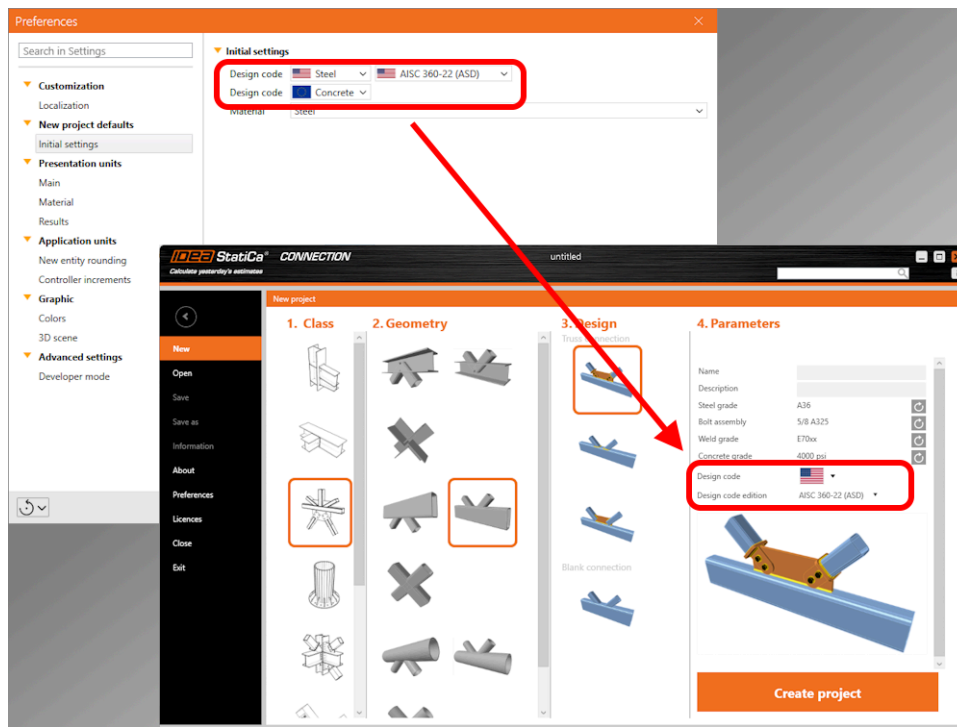 Preferences
Search in Settings
Customization
Localization
New project defaults
Initial settings
Presentation units
Main
Material
Results
Application units
New entity rounding
Controller increments
Graphic
Colors
3D scene
Advanced settings
Developer mode
Initial settings
Design code Steel AISC 360-22 (ASD)
Design code Concrete
Material Steel
IDEA StatiCa® CONNECTION
untitled
Calculate yesterday's estimates
New project
New
Open
Save
Save as
Information
About
Preferences
Licences
Close
Exit
1. Class
2. Geometry
3. Design
Truss connection
Blank connection
4. Parameters
Name
Description
Steel grade A36
Bolt assembly 5/8 A325
Weld grade E70xx
Concrete grade 4000 psi
Design code
Design code edition AISC 360-22 (ASD)
Create project